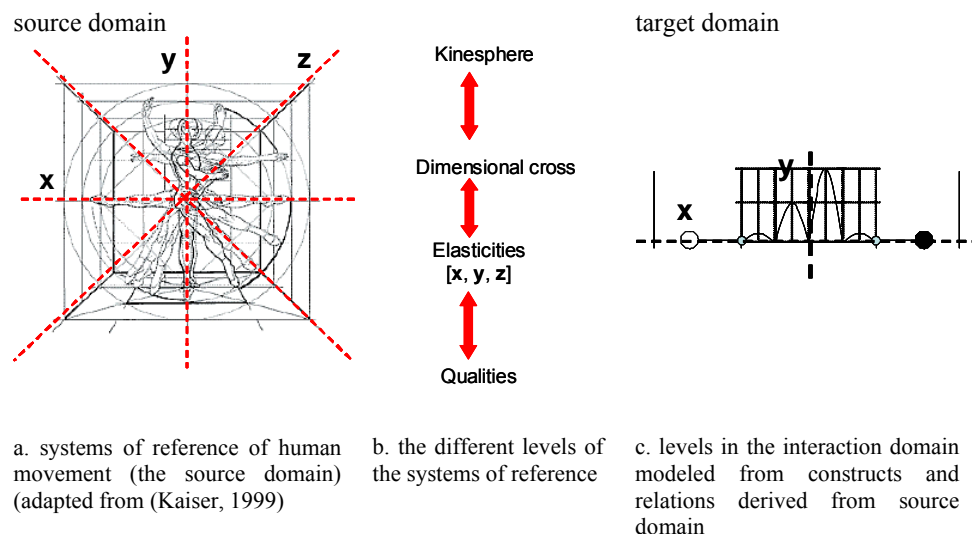 source domain
y
z
x
Kinesphere
Dimensional cross
Elasticities
[x, y, z]
Qualities
target domain
y
x
a. systems of reference of human
movement (the source domain)
(adapted from (Kaiser, 1999)
b. the different levels of
the systems of reference
c. levels in the interaction domain
modeled from constructs and
relations derived from source
domain